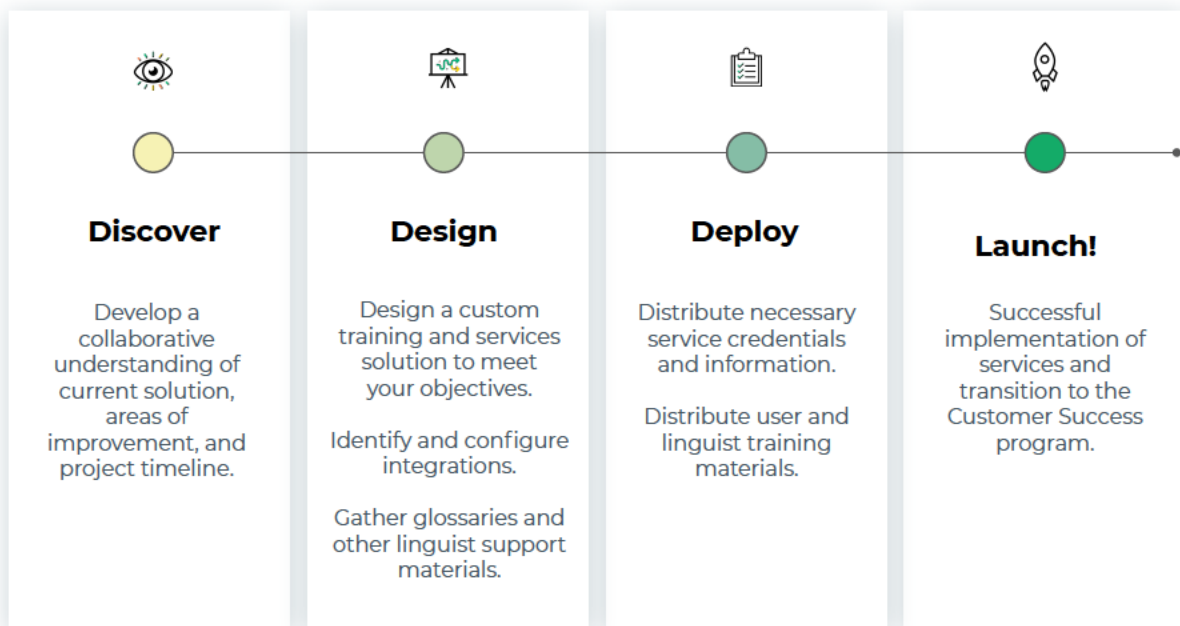 Discover
Develop a
collaborative
understanding of
current solution,
areas of
improvement, and
project timeline.
Design
Design a custom
training and services
solution to meet
your objectives.
Identify and configure
integrations.
Gather glossaries and
other linguist support
materials.
Deploy
Distribute necessary
service credentials
and information.
Distribute user and
linguist training
materials.
Launch!
Successful
implementation of
services and
transition to the
Customer Success
program.